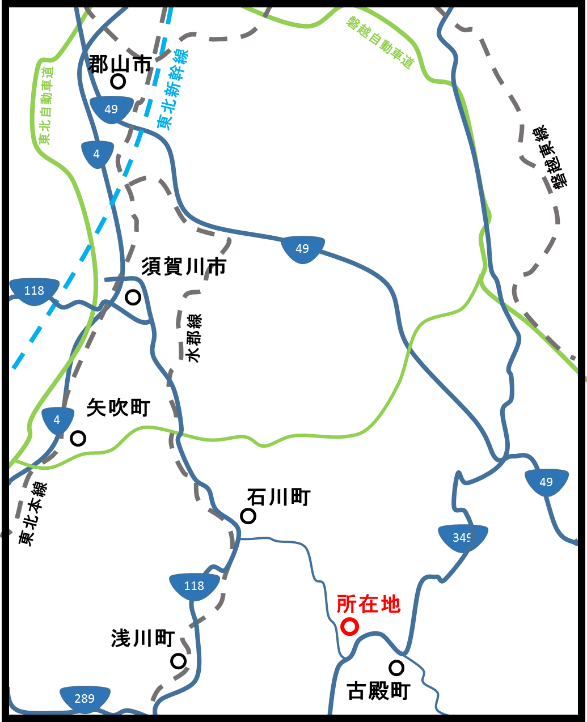 磐越自動車道
郡山市
東北新幹線
東北自動車道
49
4
磐越東線
49
須賀川市
118
水郡線
矢吹町
4
49
石川町
東北本線
349
118
所在地
浅川町
古殿町
289